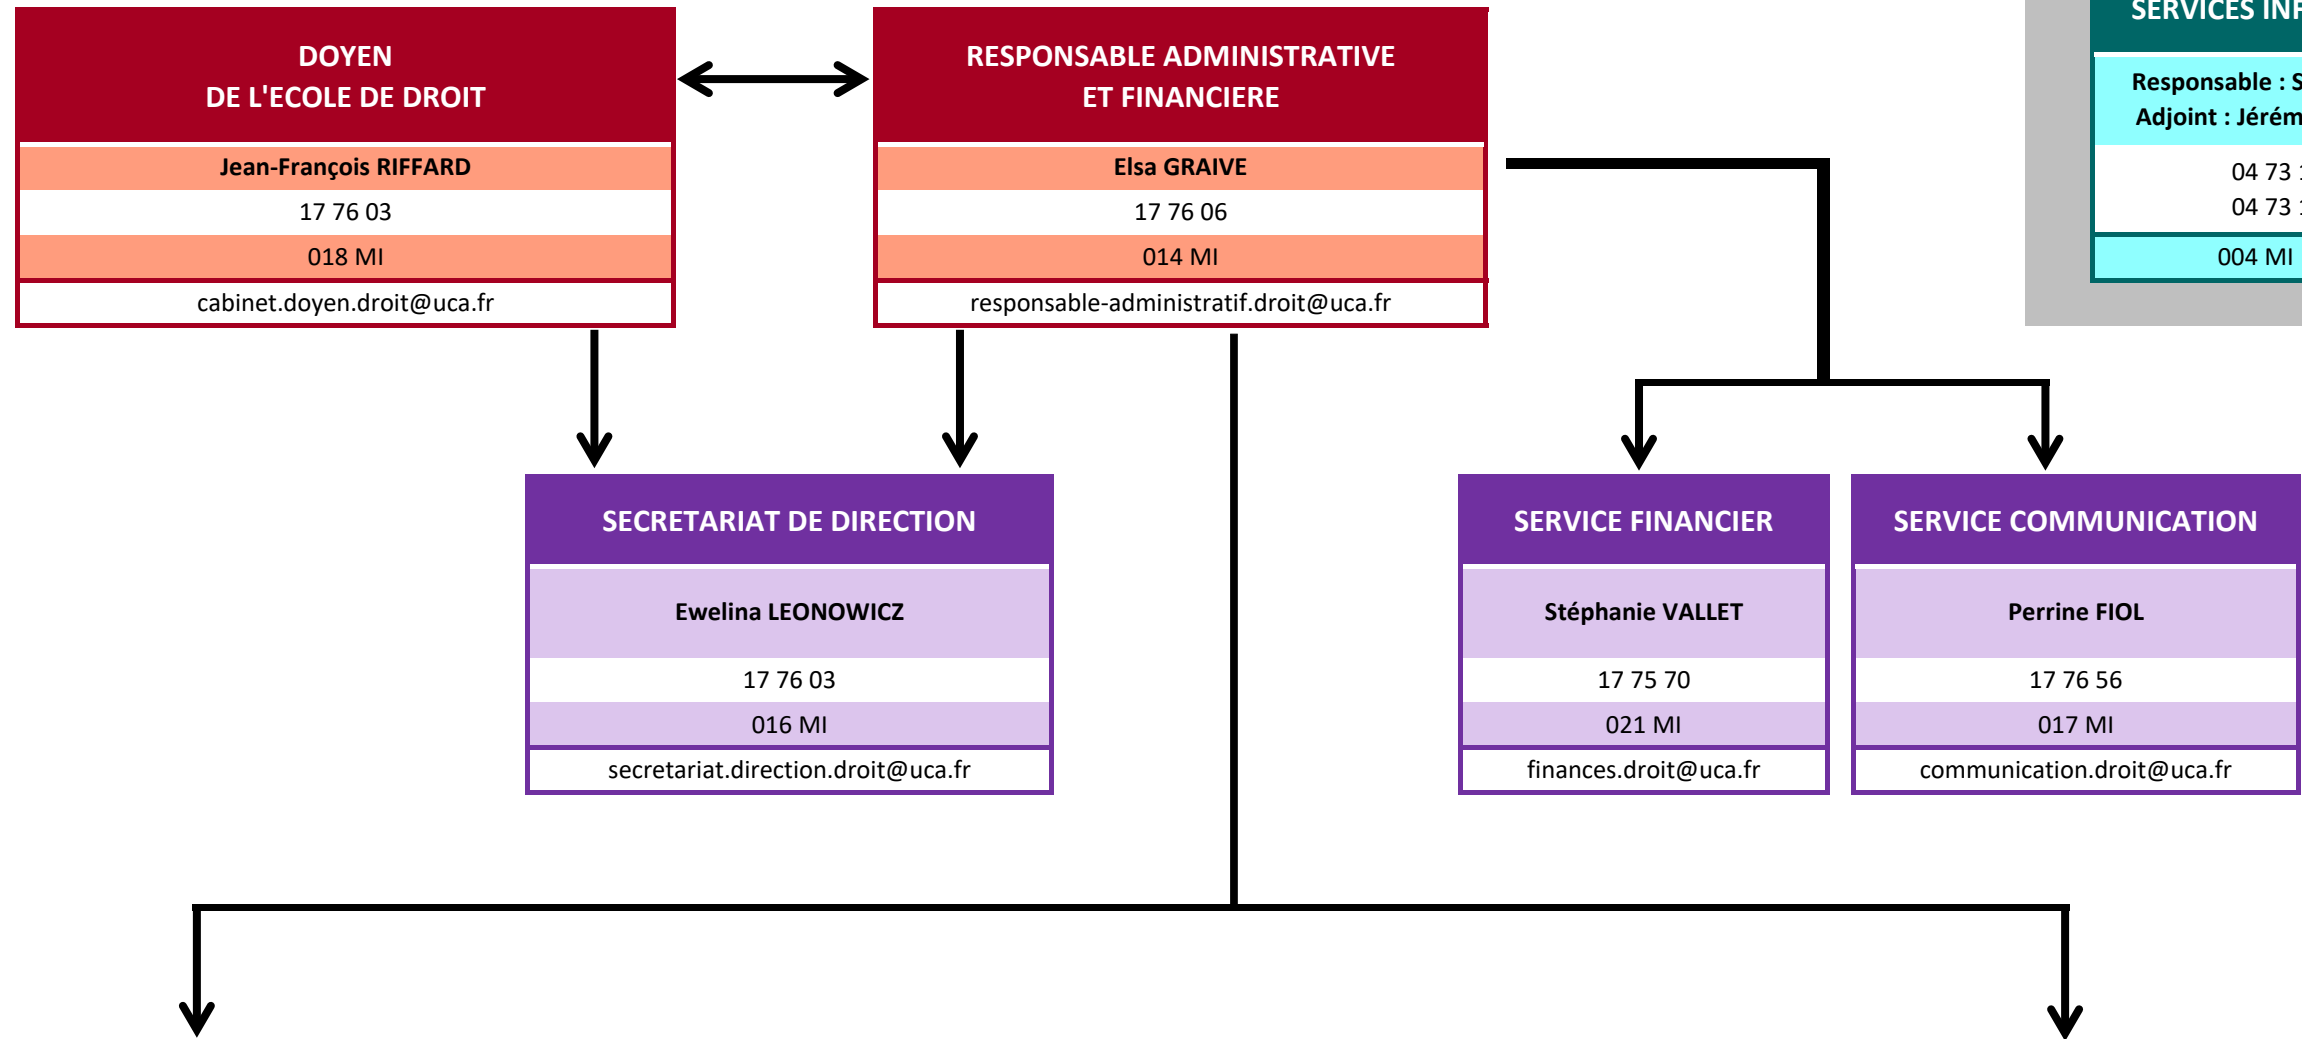 DOYEN
DE L'ECOLE DE DROIT
Jean-François RIFFARD
17 76 03
018 MI
cabinet.doyen.droit@uca.fr
RESPONSABLE ADMINISTRATIVE
ET FINANCIERE
Elsa GRAIVE
17 76 06
014 MI
responsable-administratif.droit@uca.fr
SERVICES
Responsable :
Adjoint :
04 73
04 73
004 MI
SECRETARIAT DE DIRECTION
Ewelina LEONOWICZ
17 76 03
016 MI
secretariat.direction.droit@uca.fr
SERVICE FINANCIER
Stéphanie VALLET
17 75 70
021 MI
finances.droit@uca.fr
SERVICE COMMUNICATION
Perrine FIOL
17 76 56
017 MI
communication.droit@uca.fr